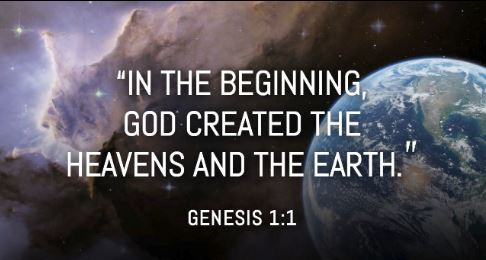 “IN THE BEGINNING,
GOD CREATED THE
HEAVENS AND THE EARTH.”
GENESIS 1:1